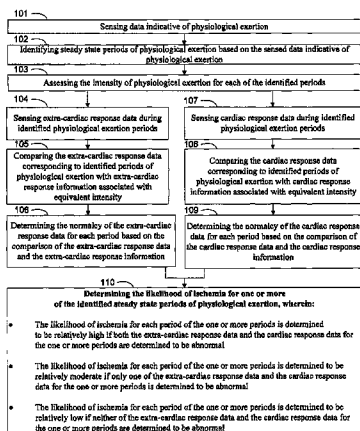 101
Sensing data indicative of physiological exertion
102
Identifying steady state periods of physiological exertion based on the sensed data indicative of
physiological exertion
103
Assessing the intensity of physiological exertion for each of the identified periods
104
Sensing extra-cardiac response data during
identified physiological exertion periods
105
Comparing the extra-cardiac response data
corresponding to identified periods of
physiological exertion with extra-cardiac
response information associated with
equivalent intensity
106
Determining the normalcy of the extra-cardiac
response data for each period based on the
comparison of the extra-cardiac response data
and the extra-cardiac response information
107
Sensing cardiac response data during identified
physiological exertion periods
108
Comparing the cardiac response data
corresponding to identified periods of
physiological exertion with cardiac response
information associated with equivalent intensity
109
Determining the normalcy of the cardiac response
data for each period based on the comparison of
the cardiac response data and the cardiac response
information
110
Determining the likelihood of ischemia for one or more
of the identified steady state periods of physiological exertion, wherein:
• The likelihood of ischemia for each period of the one or more periods is determined
to be relatively high if both the extra-cardiac response data and the cardiac response data for
the one or more periods are determined to be abnormal
• The likelihood of ischemia for each period of the one or more periods is determined to be
relatively moderate if only one of the extra-cardiac response data and the cardiac response
data for the one or more periods is determined to be abnormal
• The likelihood of ischemia for each period of the one or more periods is determined to be
relatively low if neither of the extra-cardiac response data and the cardiac response data for
the one or more periods are determined to be abnormal